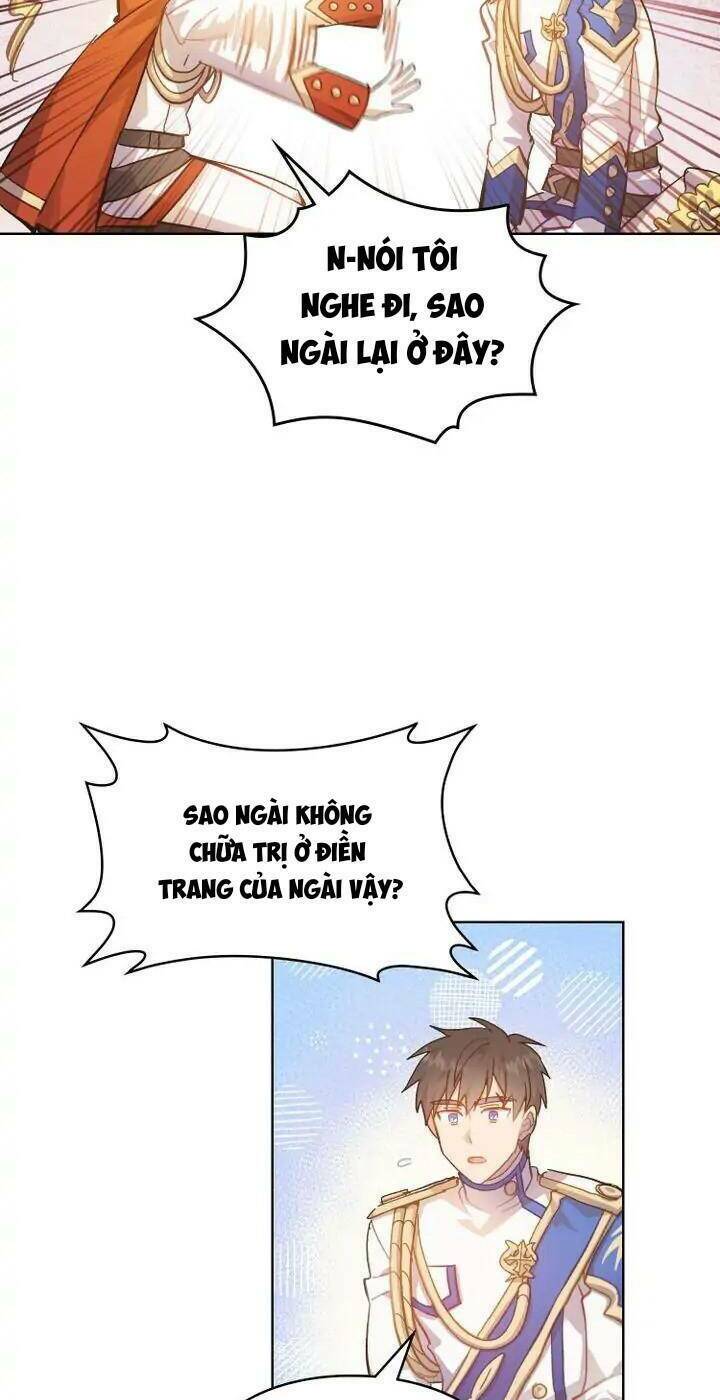 N-NÓI TÔI
NGHE ĐI, SAO
NGÀI LẠI Ở ĐÂY?
SAO NGÀI KHÔNG
CHỮA TRỊ Ở ĐIỀN
TRANG CỦA NGÀI VẬY?